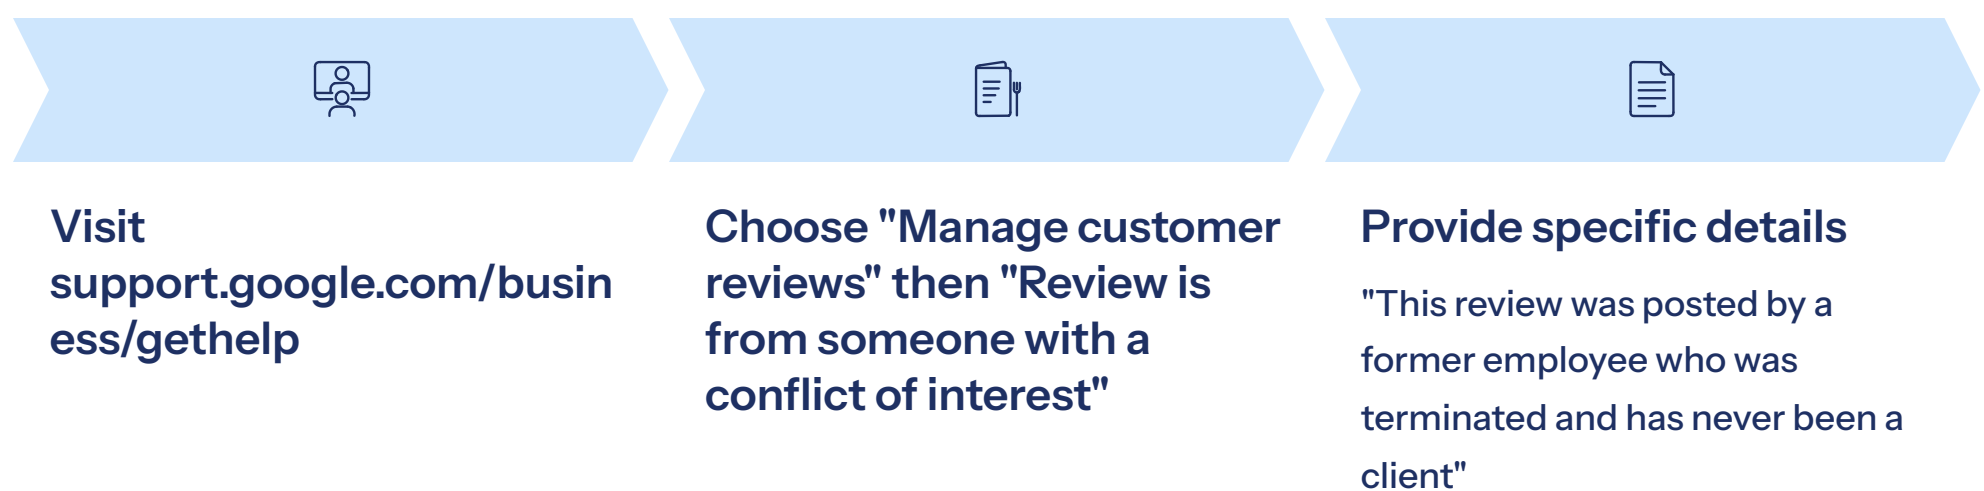 Visit
support.google.com/busin
ess/gethelp
Choose "Manage customer
reviews" then "Review is
from someone with a
conflict of interest"
Provide specific details
"This review was posted by a
former employee who was
terminated and has never been a
client"